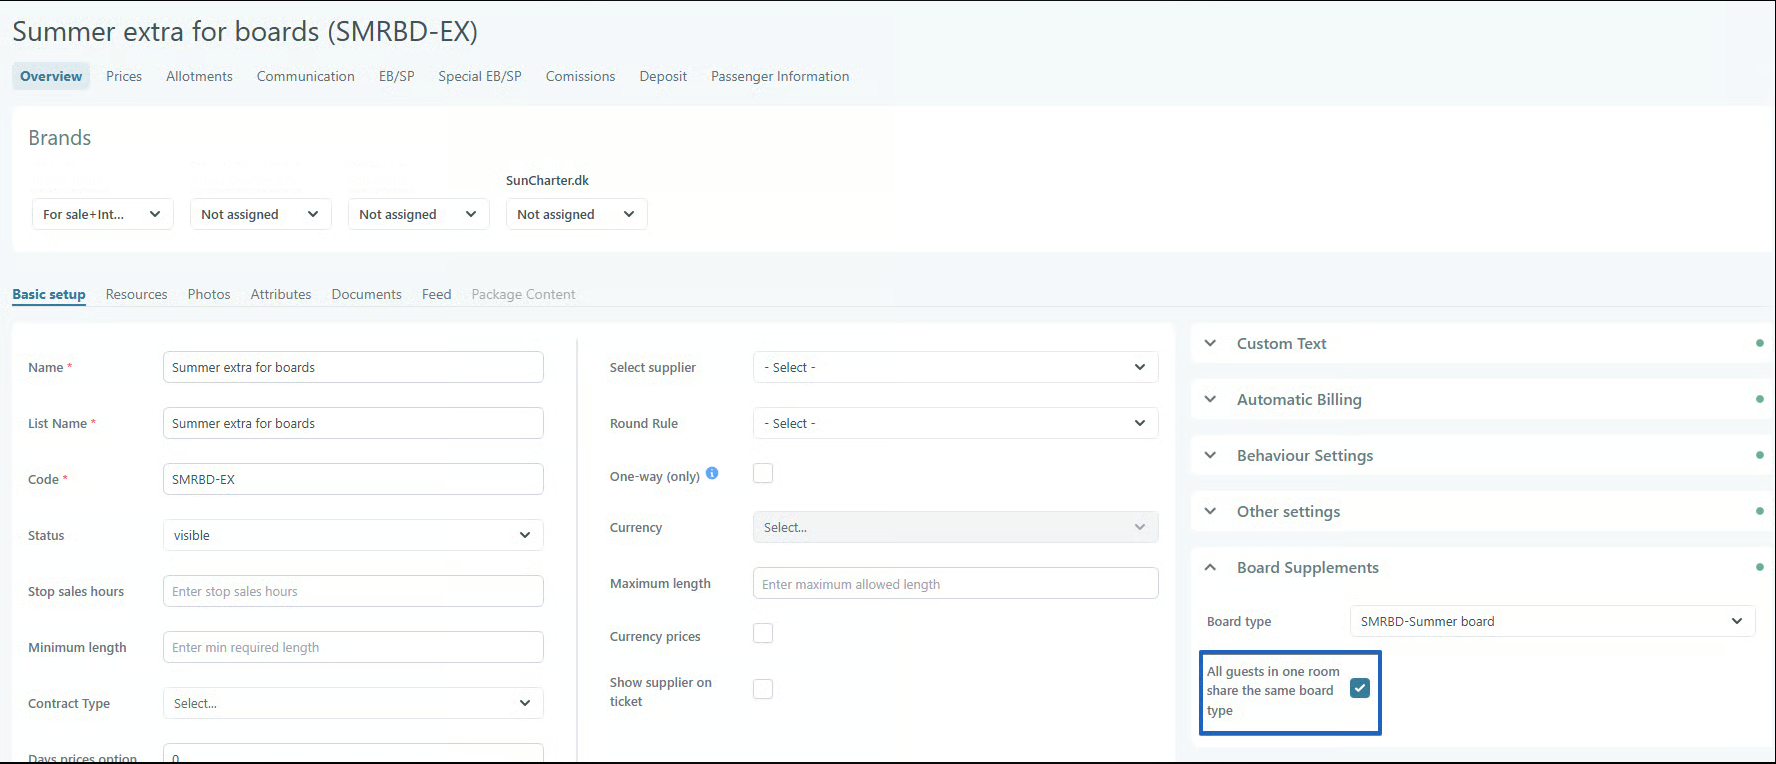 Summer extra for boards (SMRBD-EX)
Overview Prices Allotments Communication EB/SP Special EB/SP Comissions Deposit Passenger Information
Brands
SunCharter.dk
For sale+Int... Not assigned Not assigned Not assigned
Basic setup Resources Photos Attributes Documents Feed Package Content
Name * Summer extra for boards
List Name * Summer extra for boards
Code * SMRBD-EX
Status visible
Stop sales hours Enter stop sales hours
Minimum length Enter min required length
Contract Type Select...
Days prices option 0
Select supplier - Select -
Round Rule - Select -
One-way (only) i
Currency Select...
Maximum length Enter maximum allowed length
Currency prices
Show supplier on
ticket
Custom Text
Automatic Billing
Behaviour Settings
Other settings
Board Supplements
Board type SMRBD-Summer board
All guests in one room
share the same board
type